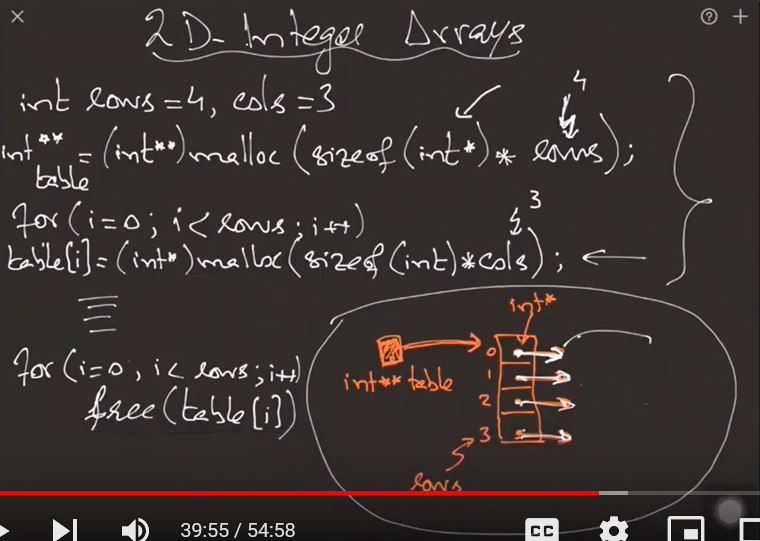 2D-Integer Arrays
int rows = 4, cols = 3
4
int** table = (int**)malloc(sizeof(int*) * rows);
3
for(i=0; i<rows; i++)
table[i] = (int*)malloc(sizeof(int)*cols);
for(i=0, i<rows; i++)
free(table[i])
int*
int** table
0
1
2
3
rows
39:55 / 54:58
CC